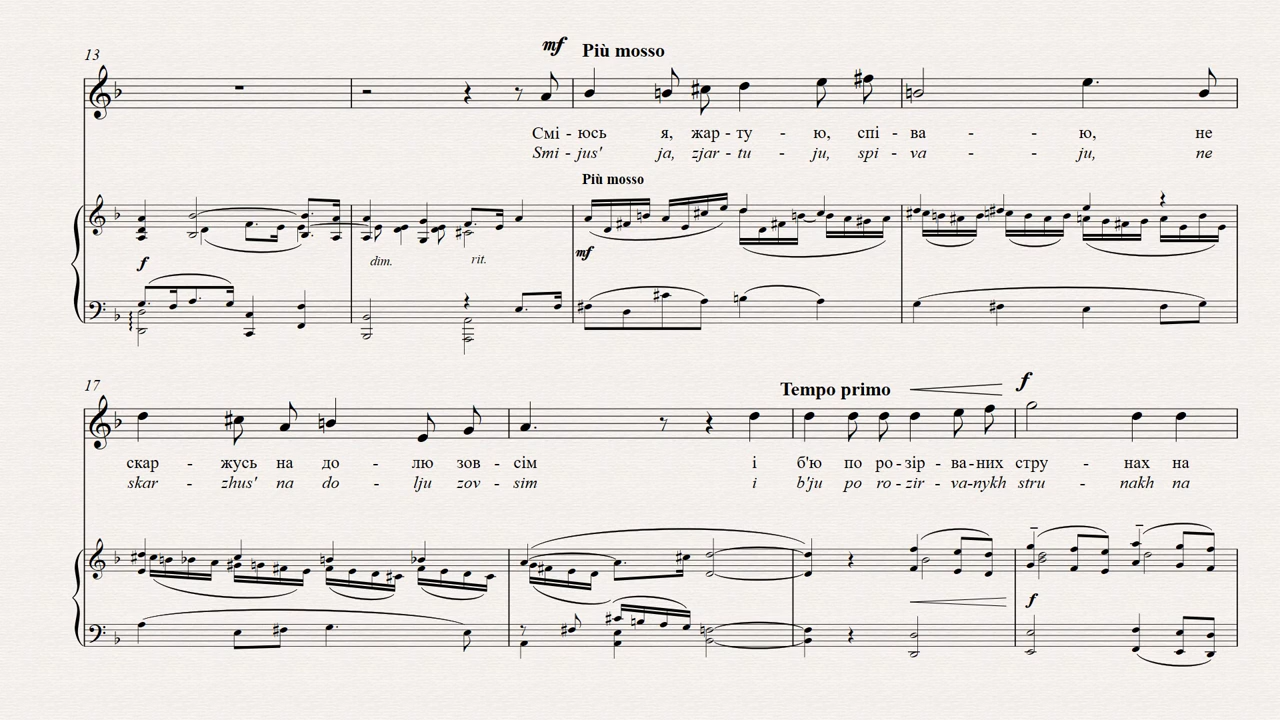 13
mf Più mosso
Смі - юсь я, жар - ту - ю, спі - ва - ю, не
Smi - jus' ja, zjar - tu - ju, spi - va - ju, ne
Più mosso
mf
f
dim. rit.
17
Tempo primo f
скар - жусь на до - лю зов - сім і б'ю по ро - зір - ва - них стру - нах на
skar - zhus' na do - lju zov - sim i b'ju po ro - zir - va - nykh stru - nakh na
f